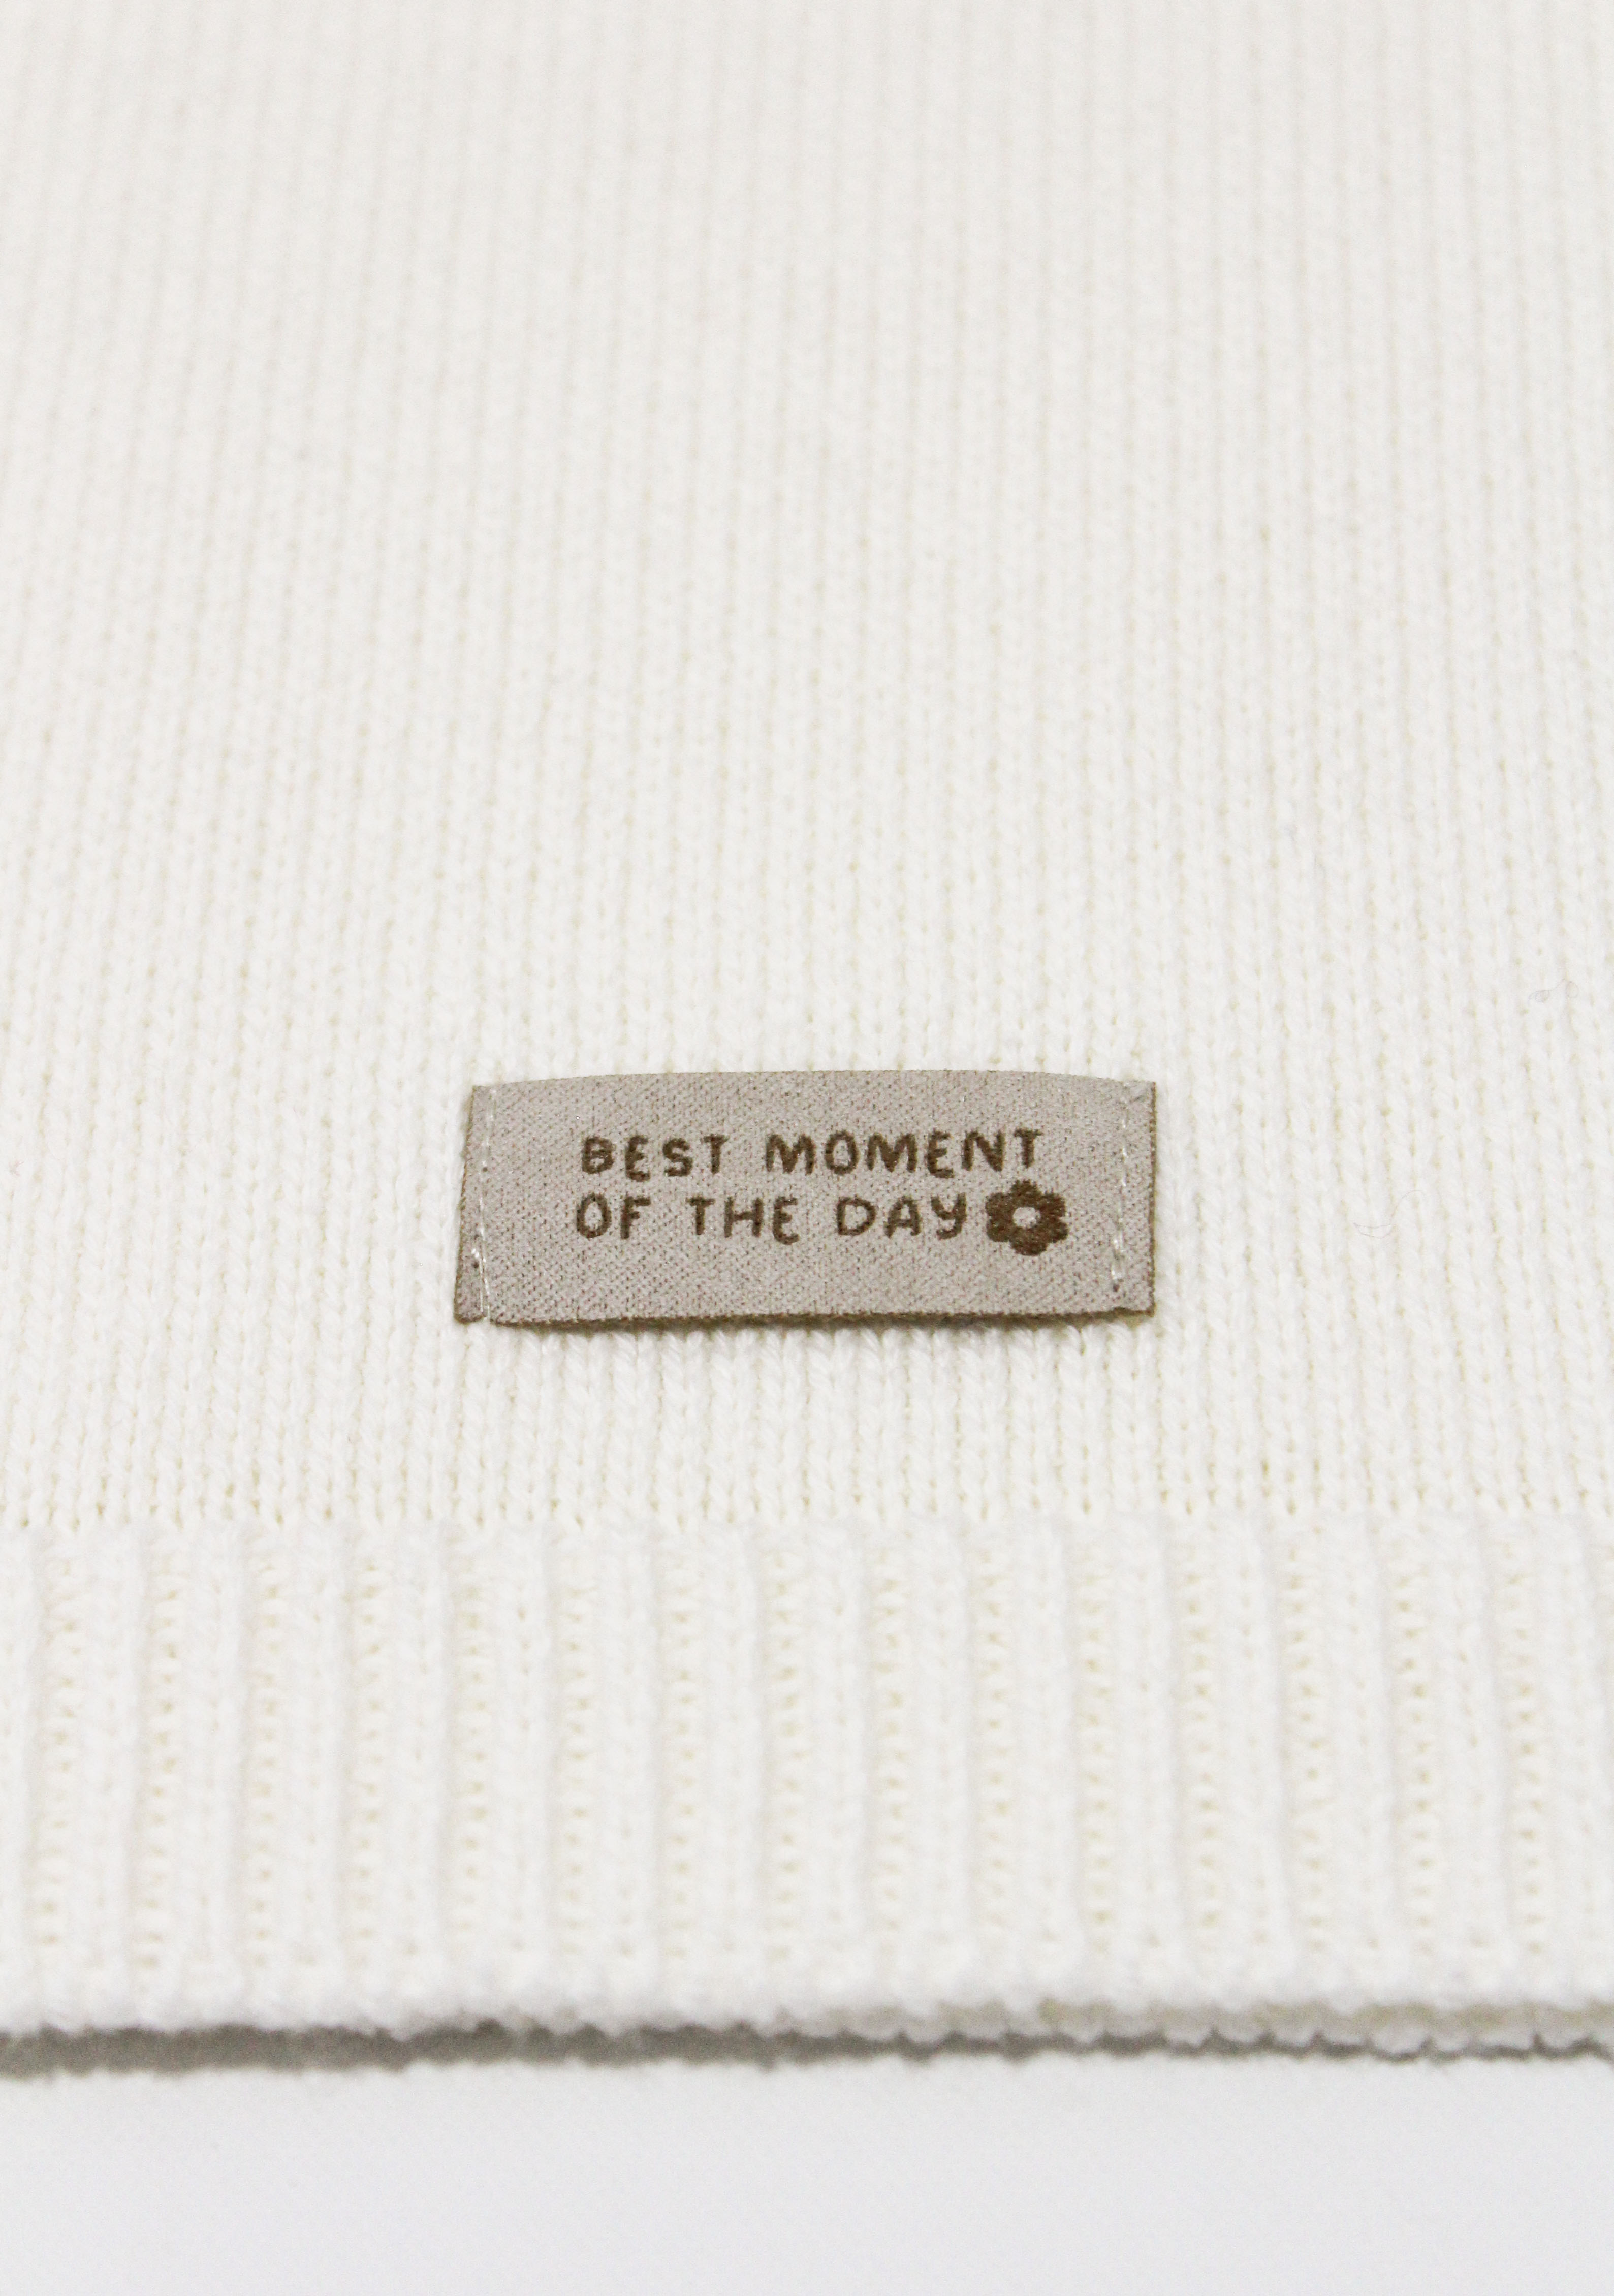 BEST MOMENT
OF THE DAY